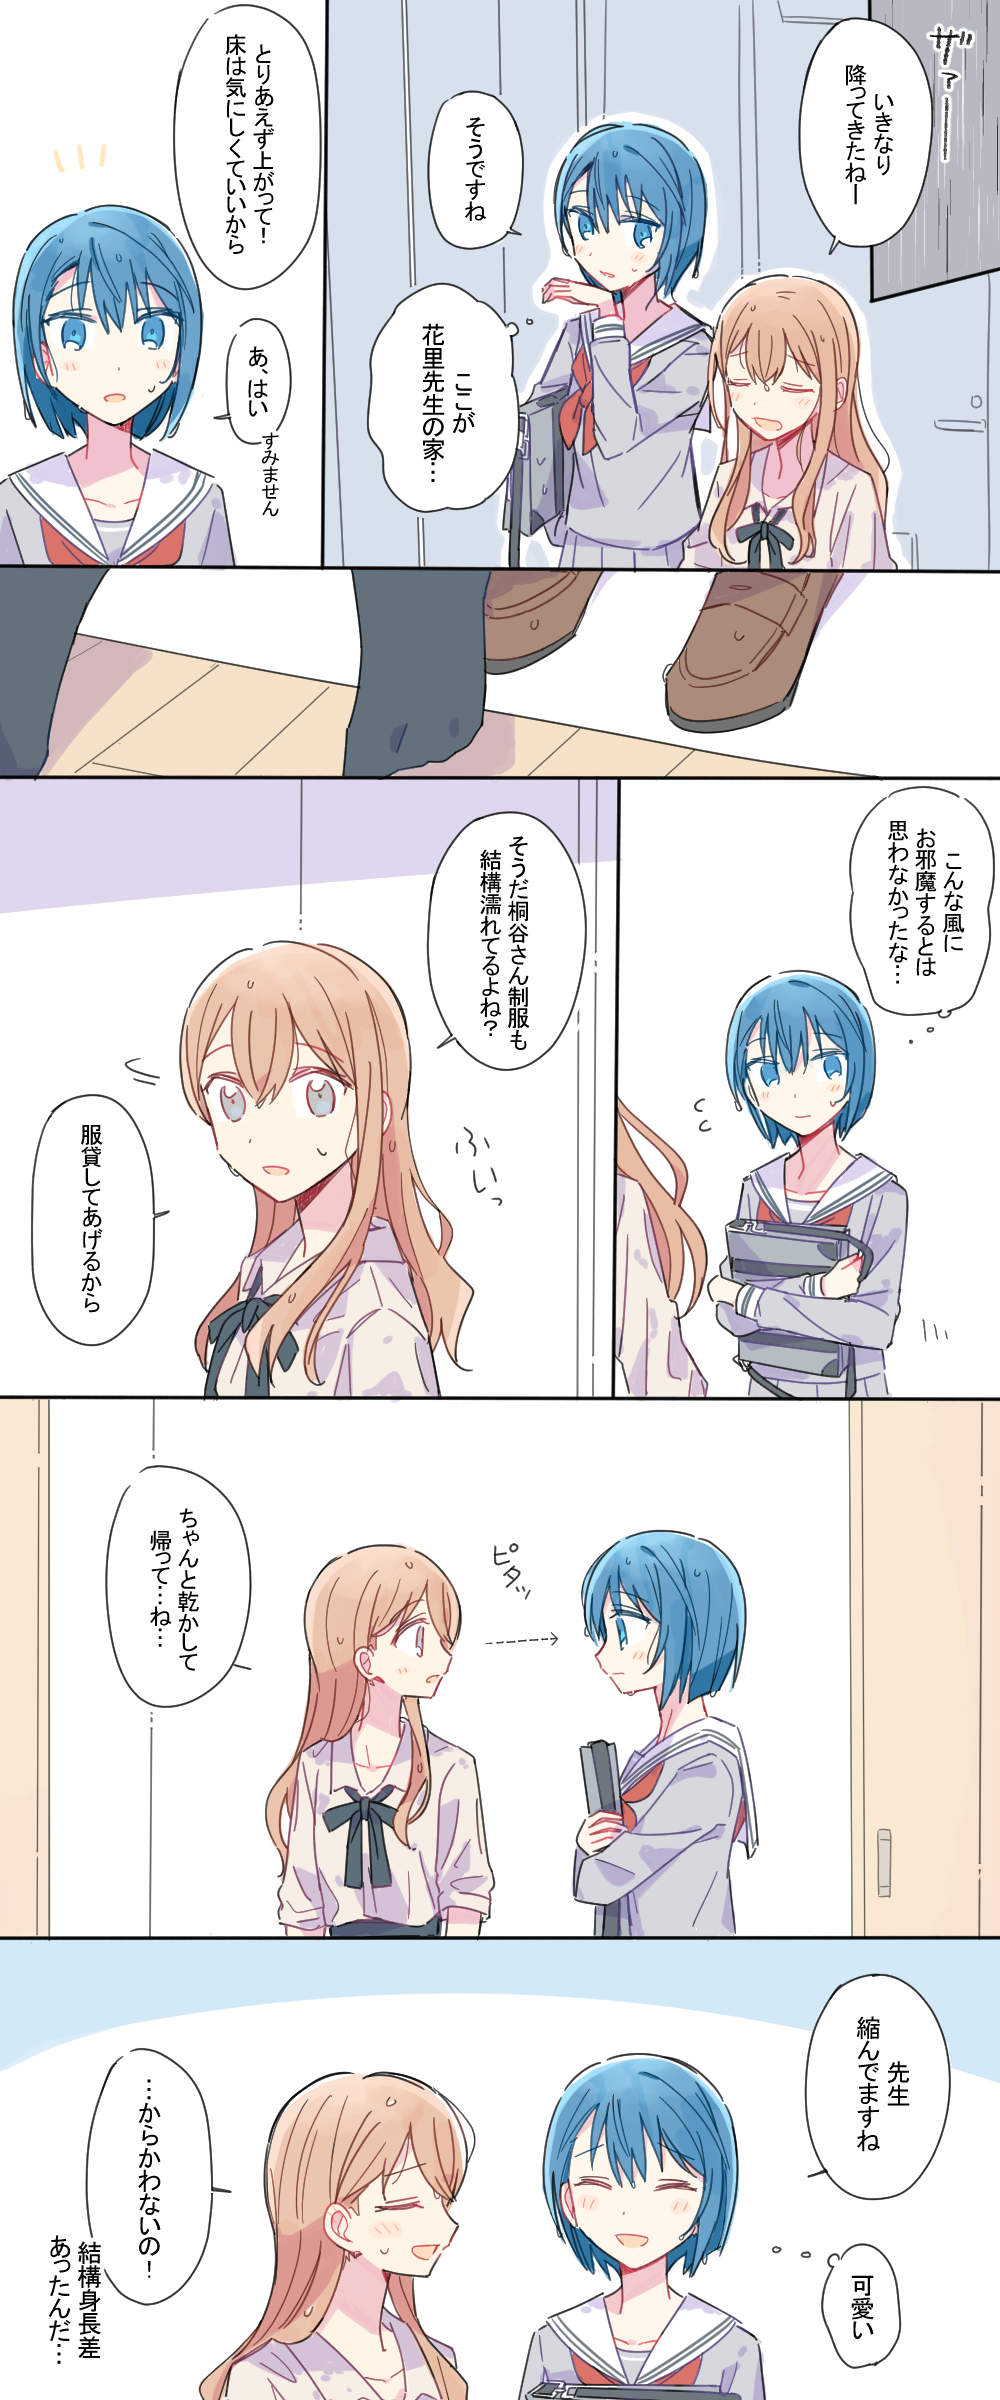 ザァ———
いきなり
降ってきたねー
そうですね
ここが
花里先生の家…
とりあえず上がって！
床は気にしくていいから
あ、はい
すみません
こんな風に
お邪魔するとは
思わなかったな…
そうだ桐谷さん制服も
結構濡れてるよね？
ふいっ
服貸してあげるから
ピタッ
ちゃんと乾かして
帰って…ね…
先生
縮んでますね
可愛い
…からかわないの！
結構身長差
あったんだ…